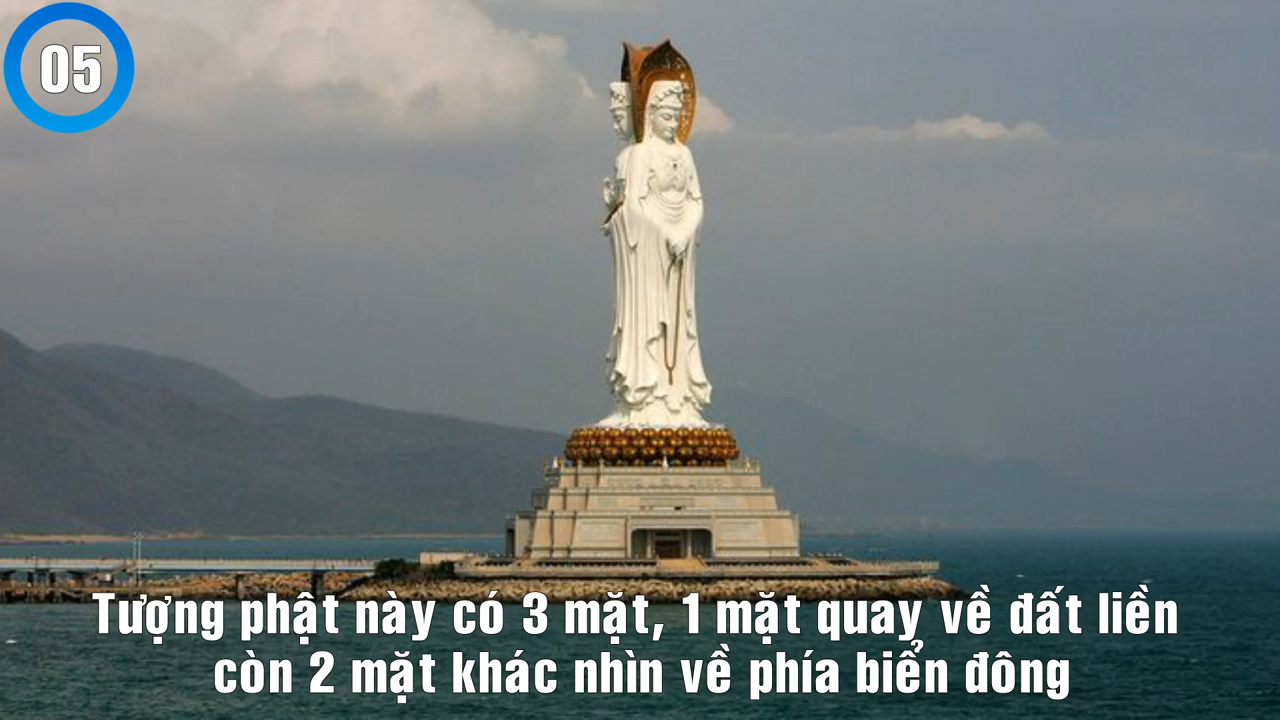 05
Tượng phật này có 3 mặt, 1 mặt quay về đất liền
còn 2 mặt khác nhìn về phía biển đông